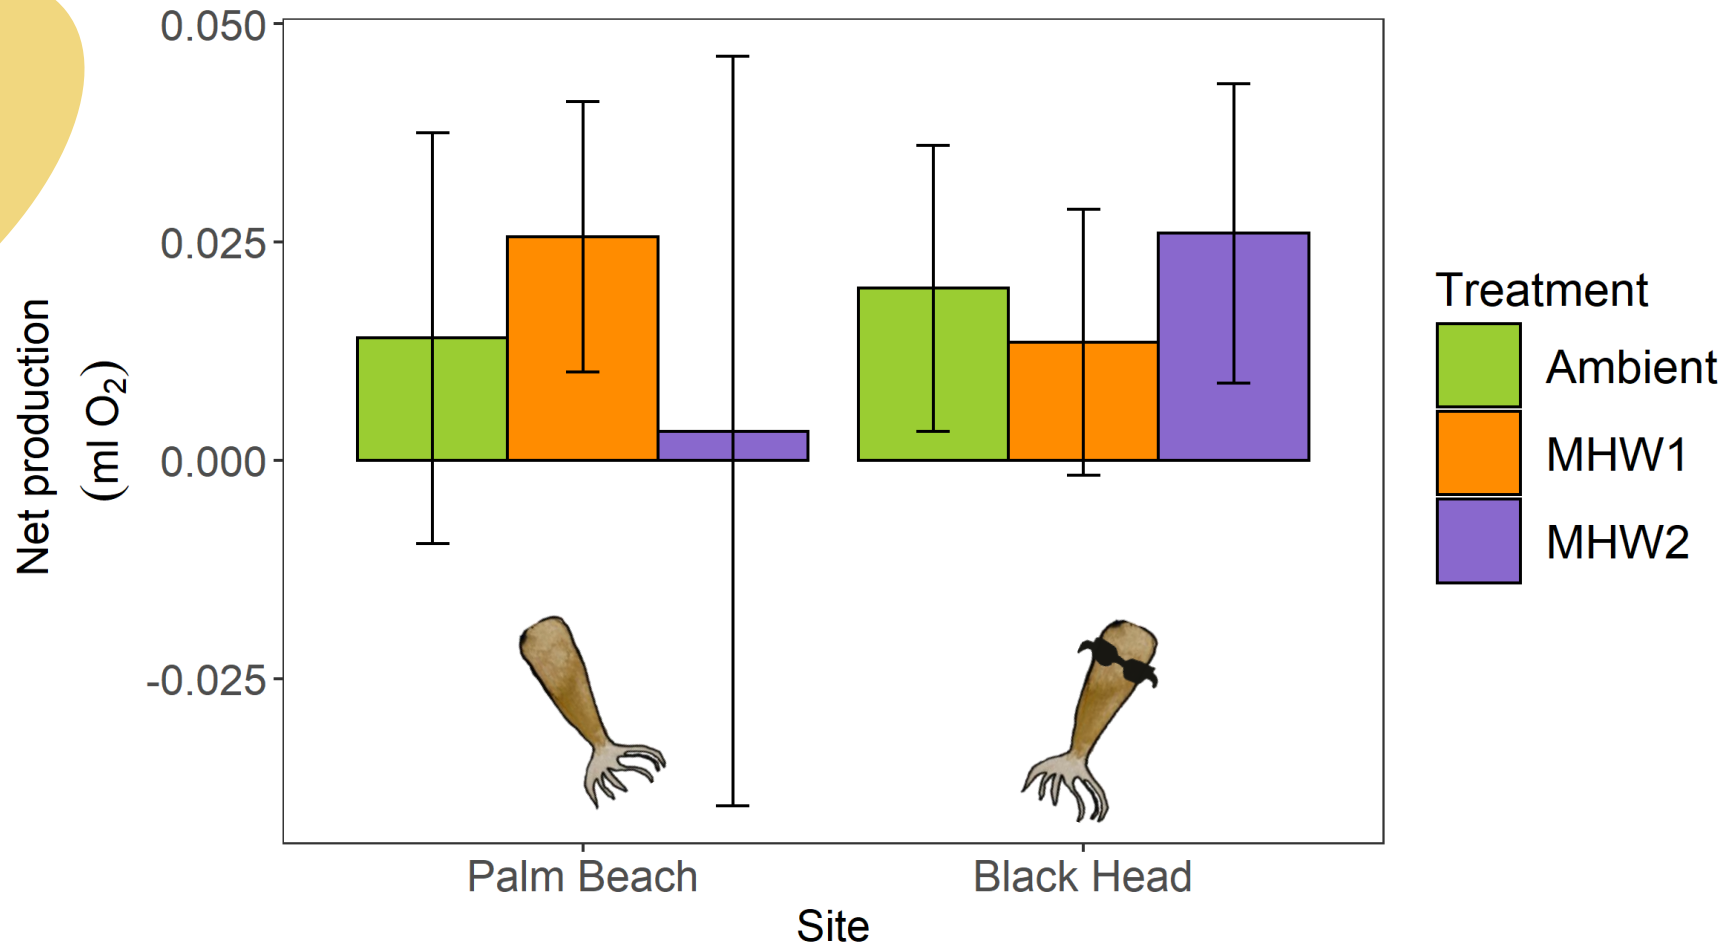 0.050
0.025
0.000
-0.025
Net production
(ml O₂)
Palm Beach
Black Head
Site
Treatment
Ambient
MHW1
MHW2